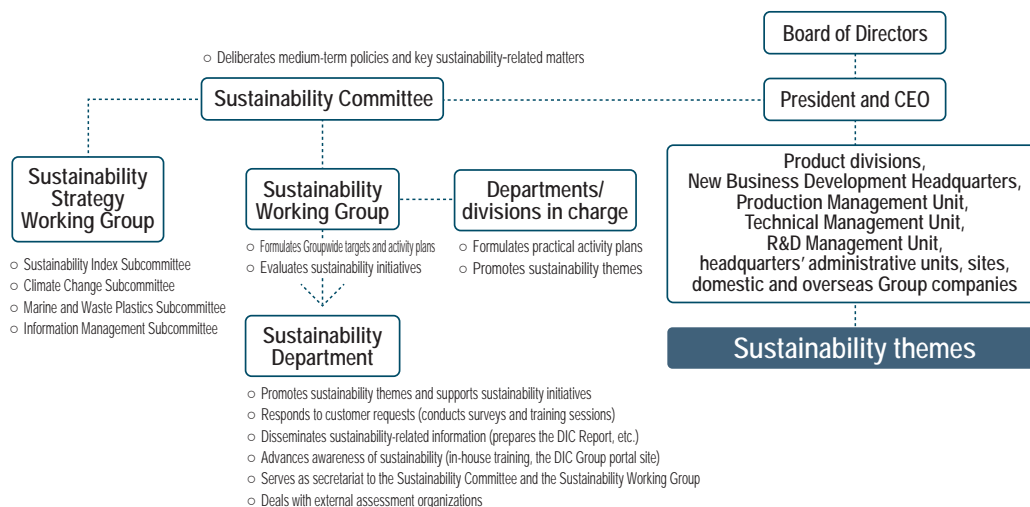 Board of Directors
○ Deliberates medium-term policies and key sustainability-related matters
Sustainability Committee
President and CEO
Sustainability
Strategy
Working Group
○ Sustainability Index Subcommittee
○ Climate Change Subcommittee
○ Marine and Waste Plastics Subcommittee
○ Information Management Subcommittee
Sustainability
Working Group
○ Formulates Groupwide targets and activity plans
○ Evaluates sustainability initiatives
Departments/
divisions in charge
○ Formulates practical activity plans
○ Promotes sustainability themes
Product divisions,
New Business Development Headquarters,
Production Management Unit,
Technical Management Unit,
R&D Management Unit,
headquarters’ administrative units, sites,
domestic and overseas Group companies
Sustainability themes
Sustainability
Department
○ Promotes sustainability themes and supports sustainability initiatives
○ Responds to customer requests (conducts surveys and training sessions)
○ Disseminates sustainability-related information (prepares the DIC Report, etc.)
○ Advances awareness of sustainability (in-house training, the DIC Group portal site)
○ Serves as secretariat to the Sustainability Committee and the Sustainability Working Group
○ Deals with external assessment organizations